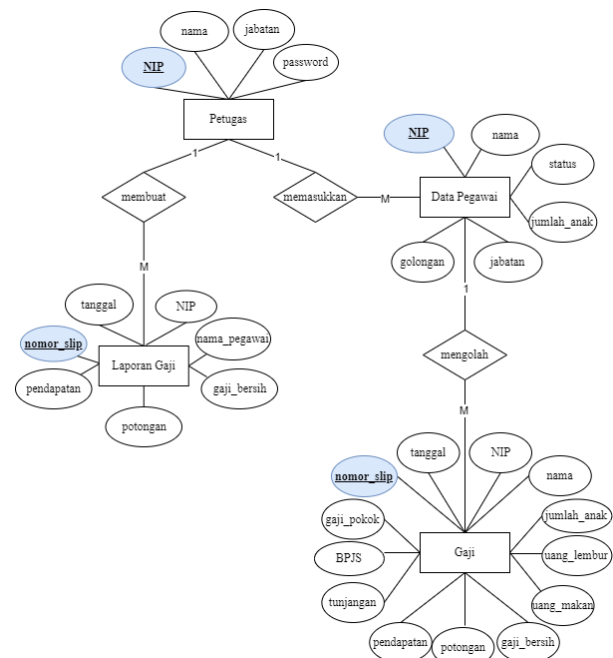 nama
jabatan
NIP
password
Petugas
1
1
membuat
memasukkan
M
NIP
nama
status
Data Pegawai
jumlah_anak
golongan
jabatan
M
tanggal
NIP
nomor_slip
nama_pegawai
Laporan Gaji
pendapatan
gaji_bersih
potongan
1
mengolah
M
tanggal
NIP
nomor_slip
nama
gaji_pokok
jumlah_anak
BPJS
Gaji
uang_lembur
tunjangan
uang_makan
pendapatan
potongan
gaji_bersih